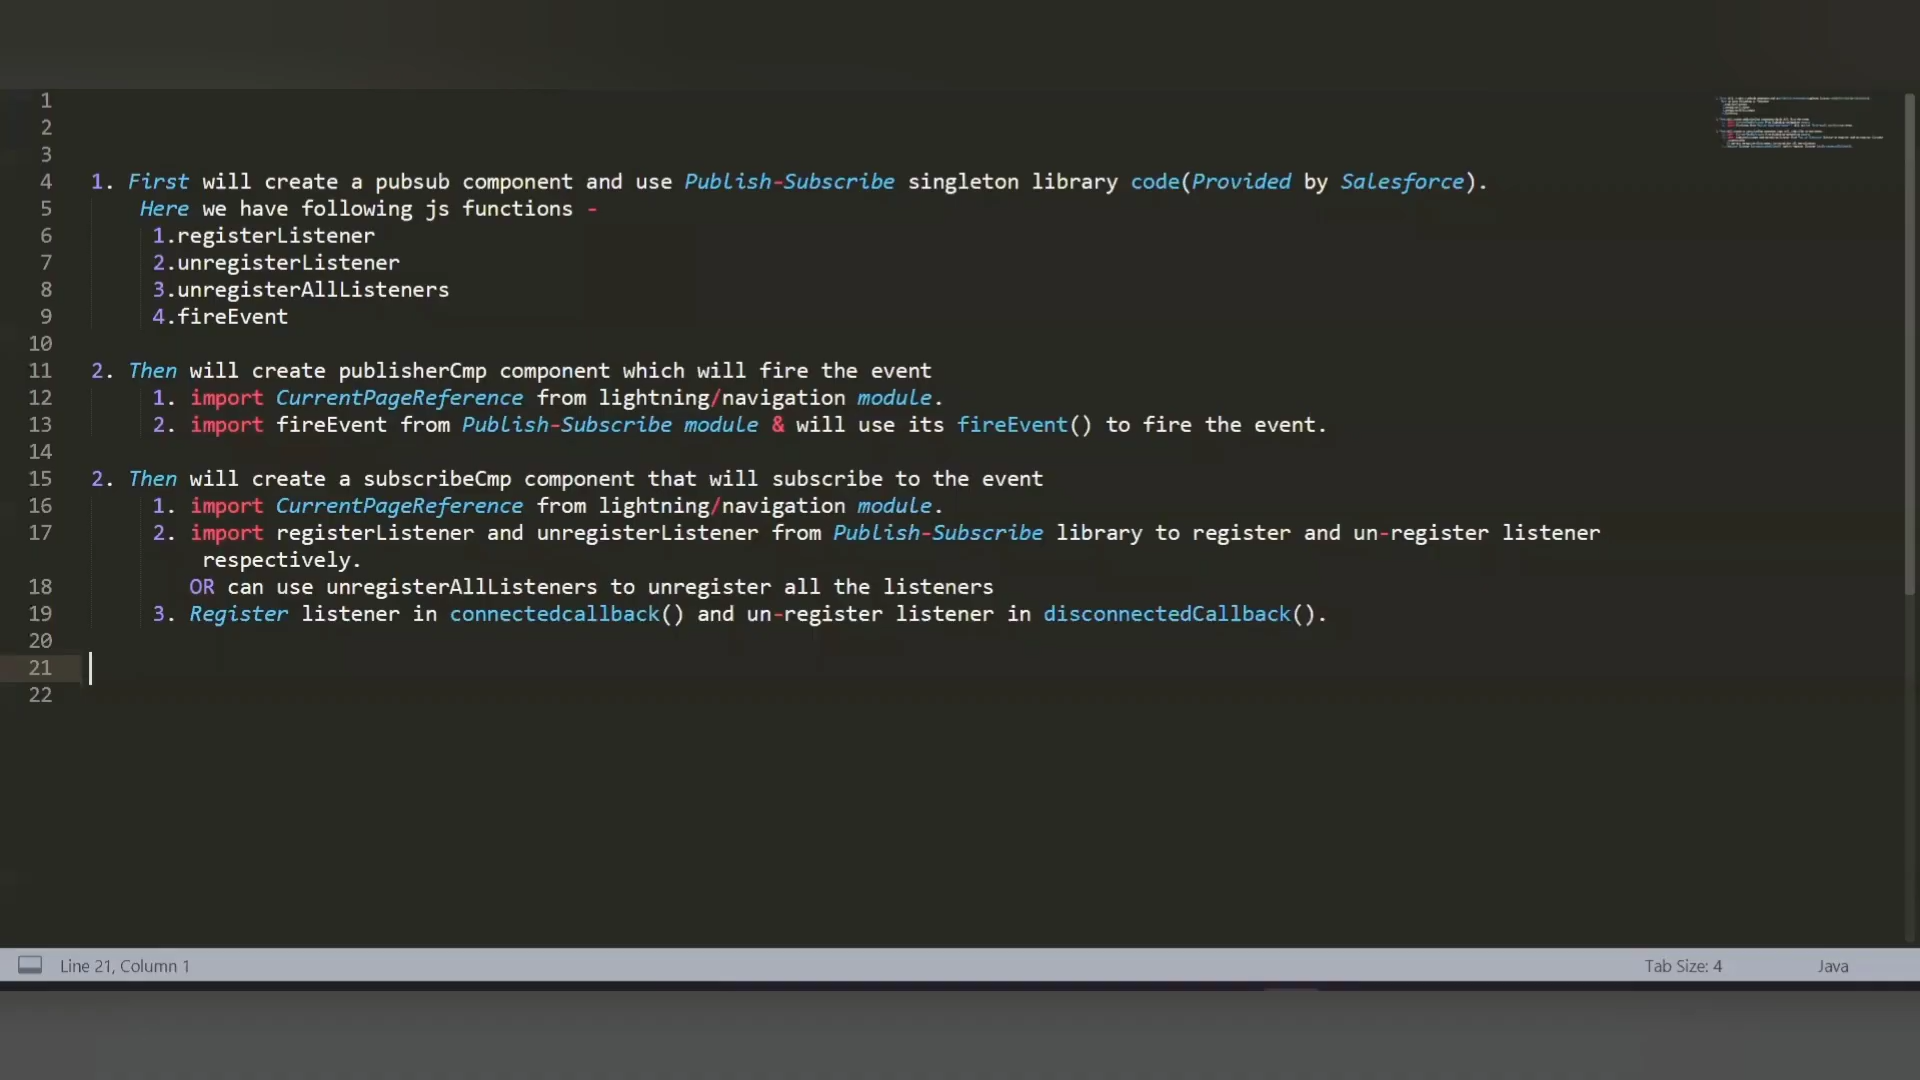 1
2
3
4 1. First will create a pubsub component and use Publish-Subscribe singleton library code(Provided by Salesforce).
5 Here we have following js functions -
6 1.registerListener
7 2.unregisterListener
8 3.unregisterAllListeners
9 4.fireEvent
10
11 2. Then will create publisherCmp component which will fire the event
12 1. import CurrentPageReference from lightning/navigation module.
13 2. import fireEvent from Publish-Subscribe module & will use its fireEvent() to fire the event.
14
15 2. Then will create a subscribeCmp component that will subscribe to the event
16 1. import CurrentPageReference from lightning/navigation module.
17 2. import registerListener and unregisterListener from Publish-Subscribe library to register and un-register listener
respectively.
18 OR can use unregisterAllListeners to unregister all the listeners
19 3. Register listener in connectedcallback() and un-register listener in disconnectedCallback().
20
21
22
Line 21, Column 1 Tab Size: 4 Java